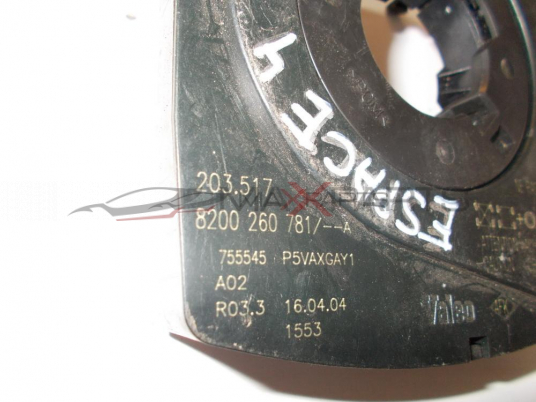 ESPACE 4
203.517
8200 260 781/--A
755545 P5VAXGAY1
A02
R03.3 16.04.04
1553
Valeo